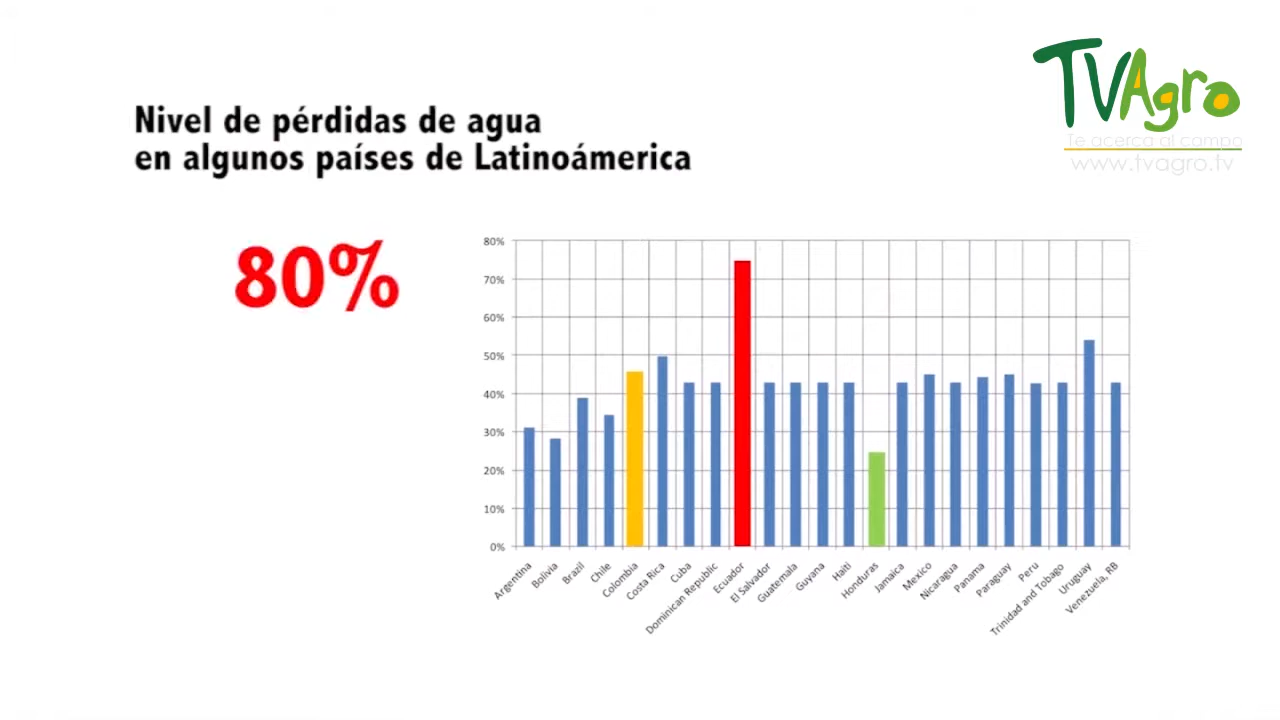 TVAgro
Te acerca al campo
www.tvagro.tv
Nivel de pérdidas de agua
en algunos países de Latinoámerica
80%
80%
70%
60%
50%
40%
30%
20%
10%
0%
Argentina
Bolivia
Brazil
Chile
Colombia
Costa Rica
Cuba
Dominican Republic
Ecuador
El Salvador
Guatemala
Guyana
Haiti
Honduras
Jamaica
Mexico
Nicaragua
Panama
Paraguay
Peru
Trinidad and Tobago
Uruguay
Venezuela, RB